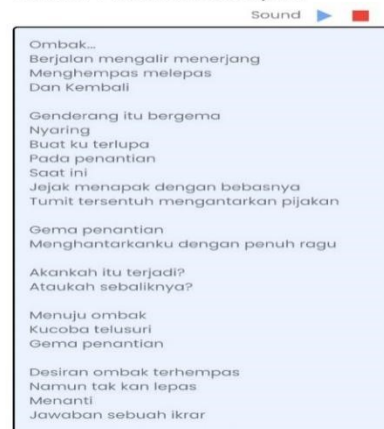 Sound
Ombak...
Berjalan mengalir menerjang
Menghempas melepas
Dan Kembali
Genderang itu bergema
Nyaring
Buat ku terlupa
Pada penantian
Saat ini
Jejak menapak dengan bebasnya
Tumit tersentuh mengantarkan pijakan
Gema penantian
Menghantarkanku dengan penuh ragu
Akankah itu terjadi?
Ataukah sebaliknya?
Menuju ombak
Kucoba telusuri
Gema penantian
Desiran ombak terhempas
Namun tak kan lepas
Menanti
Jawaban sebuah ikrar